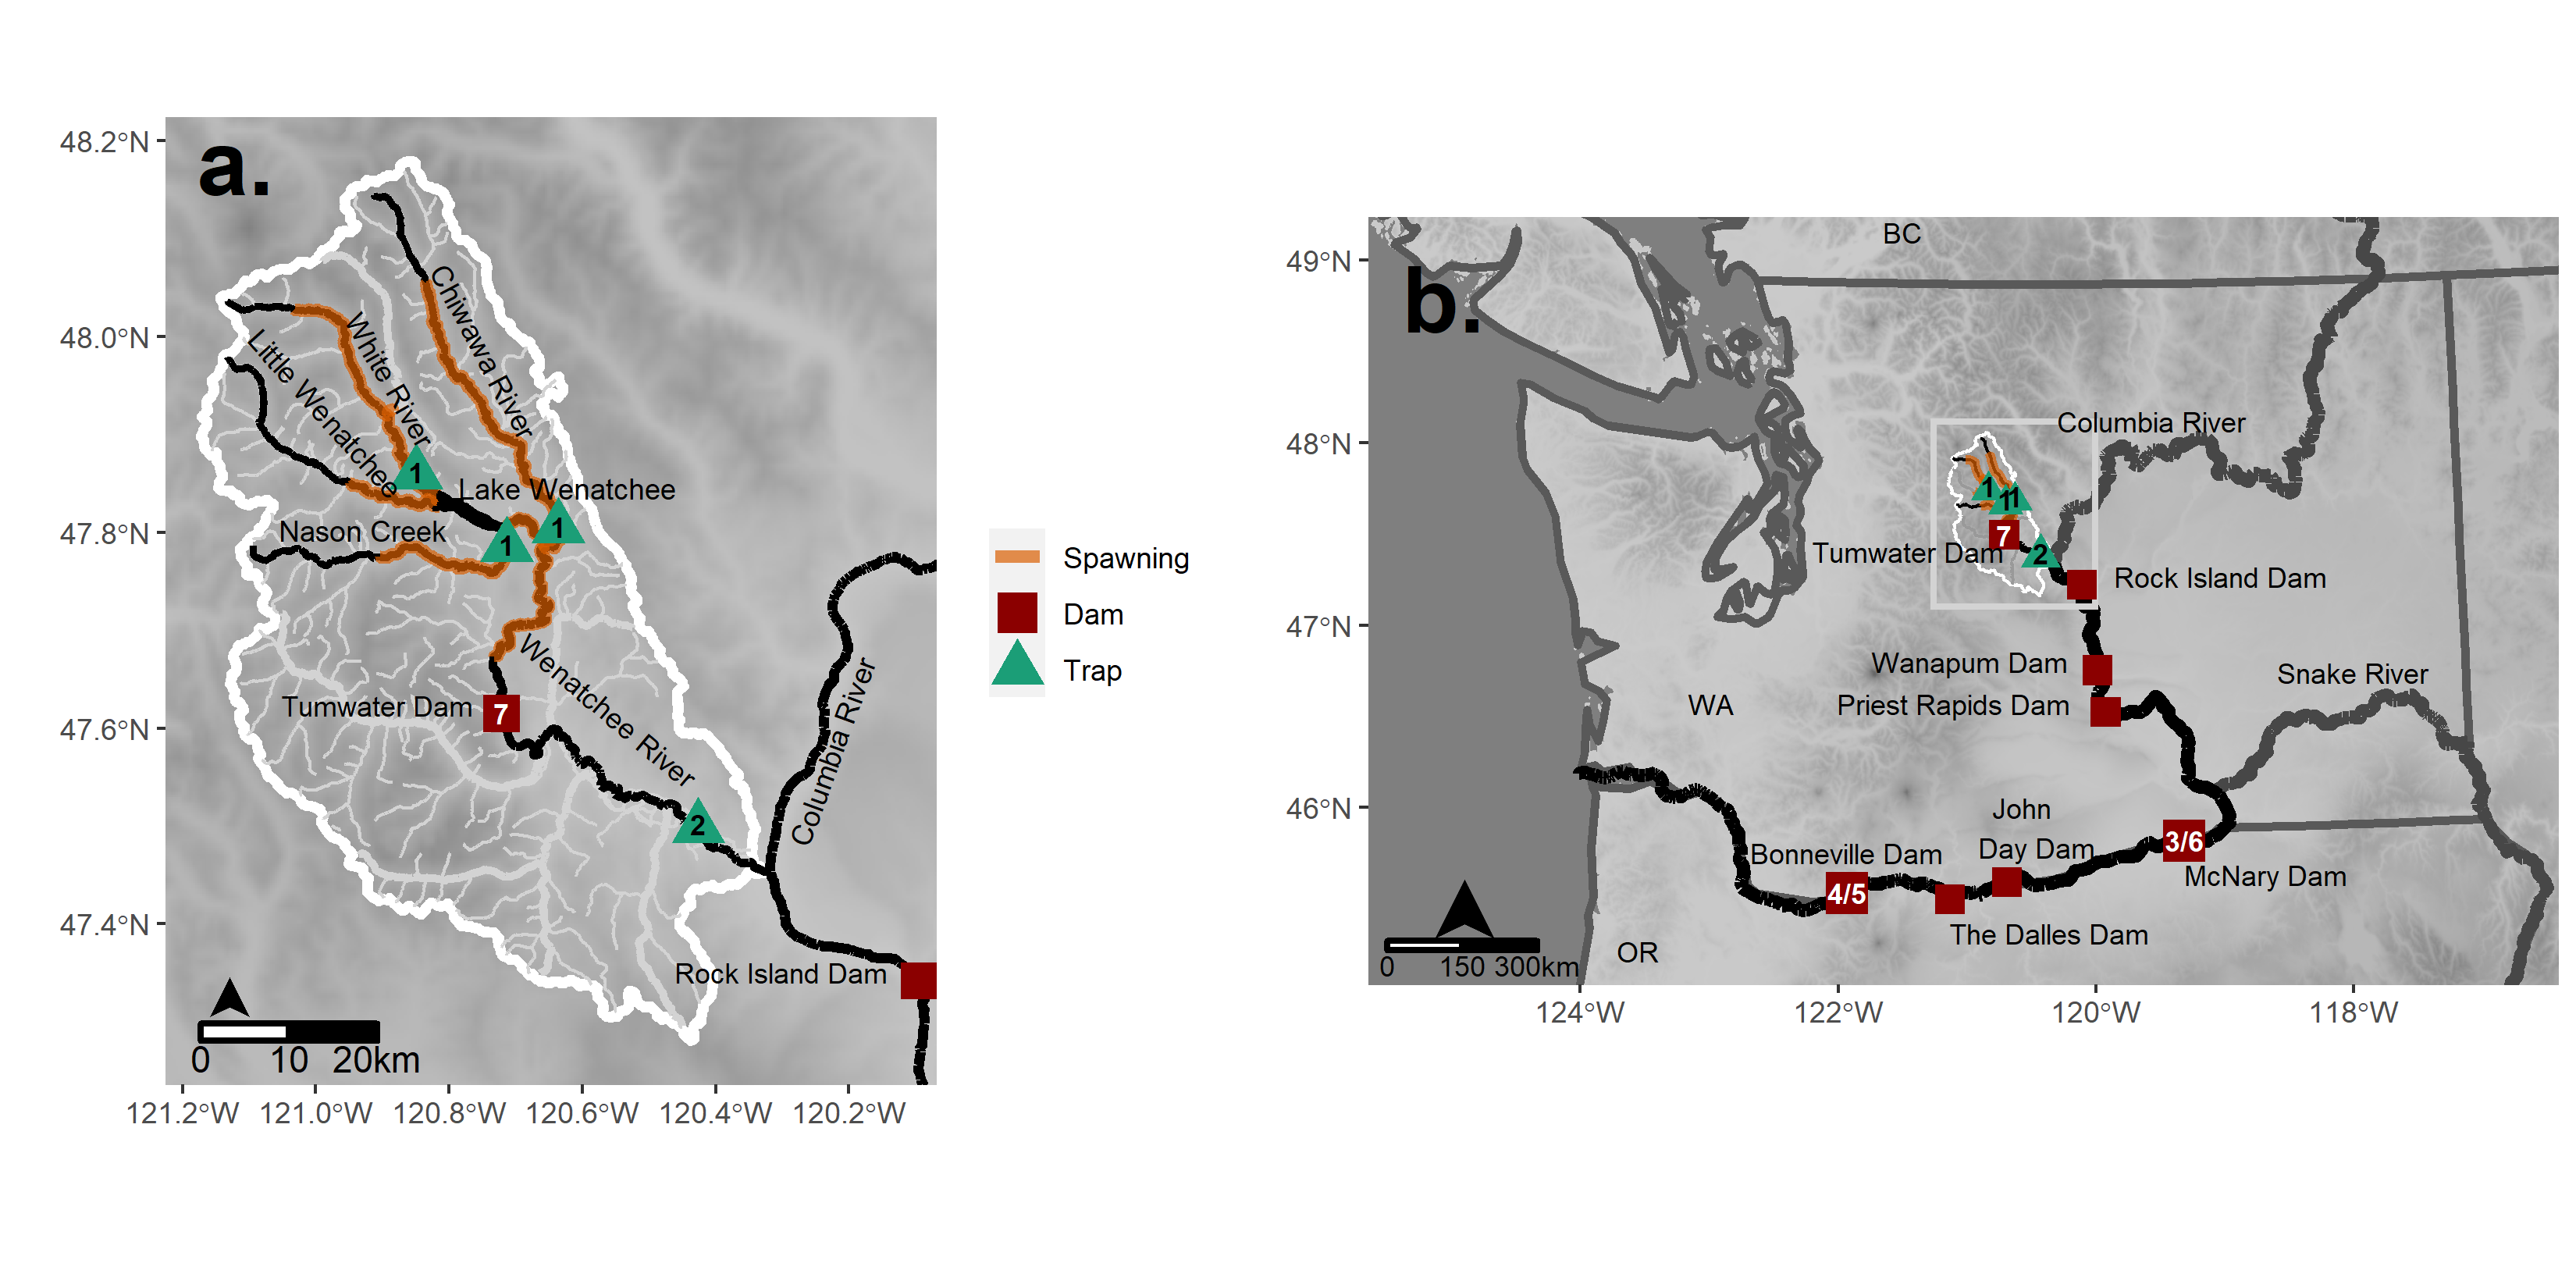 a.
48.2°N
48.0°N
47.8°N
47.6°N
47.4°N
121.2°W
121.0°W
120.8°W
120.6°W
120.4°W
120.2°W
Chiwawa River
White River
Little Wenatchee
1
Lake Wenatchee
Nason Creek
1
1
Wenatchee River
Tumwater Dam
7
2
Columbia River
Rock Island Dam
0 10 20km
Spawning
Dam
Trap
b.
49°N
48°N
47°N
46°N
124°W
122°W
120°W
118°W
BC
Columbia River
1
1
1
7
Tumwater Dam
2
Rock Island Dam
Wanapum Dam
Priest Rapids Dam
Snake River
WA
John
Day Dam
3/6
McNary Dam
Bonneville Dam
4/5
The Dalles Dam
OR
0 150 300km